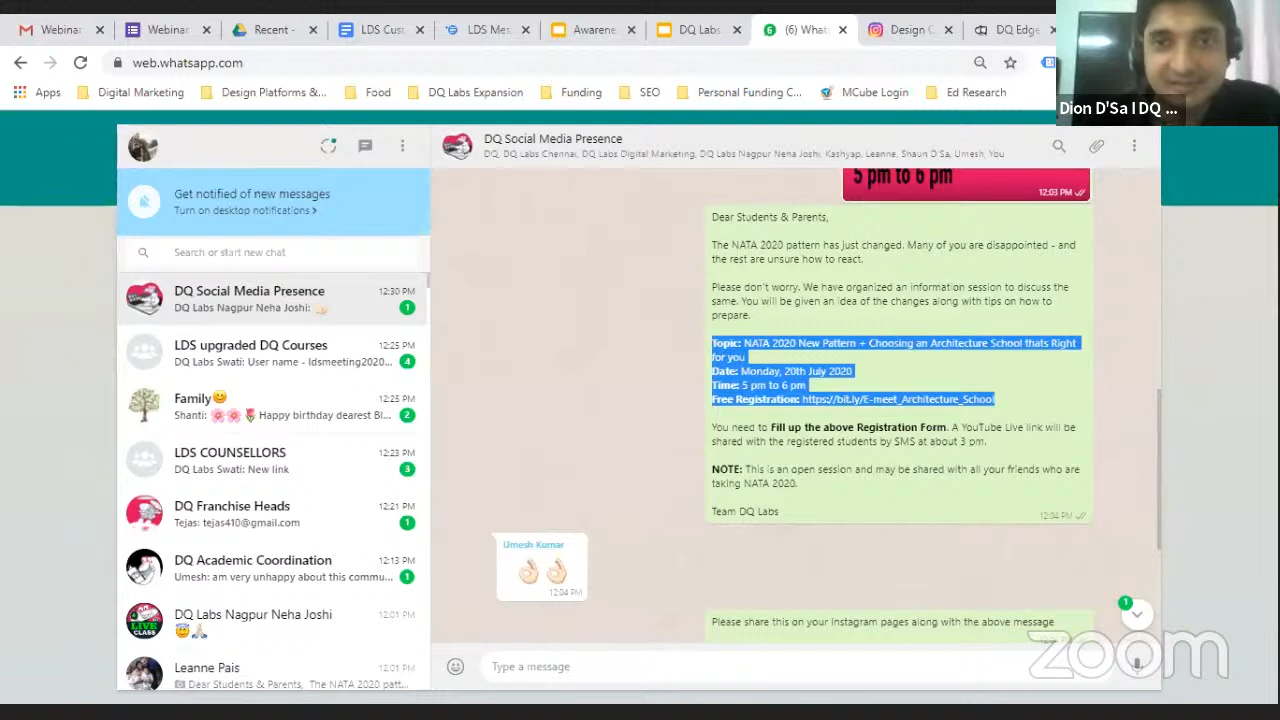 Webinar
Webinar
Recent -
LDS Cus
LDS Mes
Awarene
DQ Labs
(6) What
Design C
DQ Edge
web.whatsapp.com
Apps
Digital Marketing
Design Platforms &...
Food
DQ Labs Expansion
Funding
SEO
Personal Funding C...
MCube Login
Ed Research
Dion D'Sa I DQ ...
Get notified of new messages
Turn on desktop notifications >
Search or start new chat
DQ Social Media Presence 12:30 PM
DQ Labs Nagpur Neha Joshi: 👍🏻 1
LDS upgraded DQ Courses 12:25 PM
DQ Labs Swati: User name - ldsmeeting2020... 4
Family😊 12:25 PM
Shanti: 🌸🌸🌷Happy birthday dearest Bl... 2
LDS COUNSELLORS 12:23 PM
DQ Labs Swati: New link 3
DQ Franchise Heads 12:21 PM
Tejas: tejas410@gmail.com 1
DQ Academic Coordination 12:13 PM
Umesh: am very unhappy about this commu... 1
LIVE
CLASS
DQ Labs Nagpur Neha Joshi 12:01 PM
😇🙏🏻
Leanne Pais 12:01 PM
Dear Students & Parents, The NATA 2020 patt...
DQ Social Media Presence
DQ, DQ Labs Chennai, DQ Labs Digital Marketing, DQ Labs Nagpur Neha Joshi, Kashyap, Leanne, Shaun D Sa, Umesh, You
5 pm to 6 pm
12:03 PM
Dear Students & Parents,
The NATA 2020 pattern has just changed. Many of you are disappointed - and
the rest are unsure how to react.
Please don't worry. We have organized an information session to discuss the
same. You will be given an idea of the changes along with tips on how to
prepare.
Topic: NATA 2020 New Pattern + Choosing an Architecture School thats Right
for you
Date: Monday, 20th July 2020
Time: 5 pm to 6 pm
Free Registration: https://bit.ly/E-meet_Architecture_School
You need to Fill up the above Registration Form. A YouTube Live link will be
shared with the registered students by SMS at about 3 pm.
NOTE: This is an open session and may be shared with all your friends who are
taking NATA 2020.
Team DQ Labs
12:04 PM
Umesh Kumar
👌🏻👌🏻
12:04 PM
1
Please share this on your Instagram pages along with the above message
Type a message
zoom